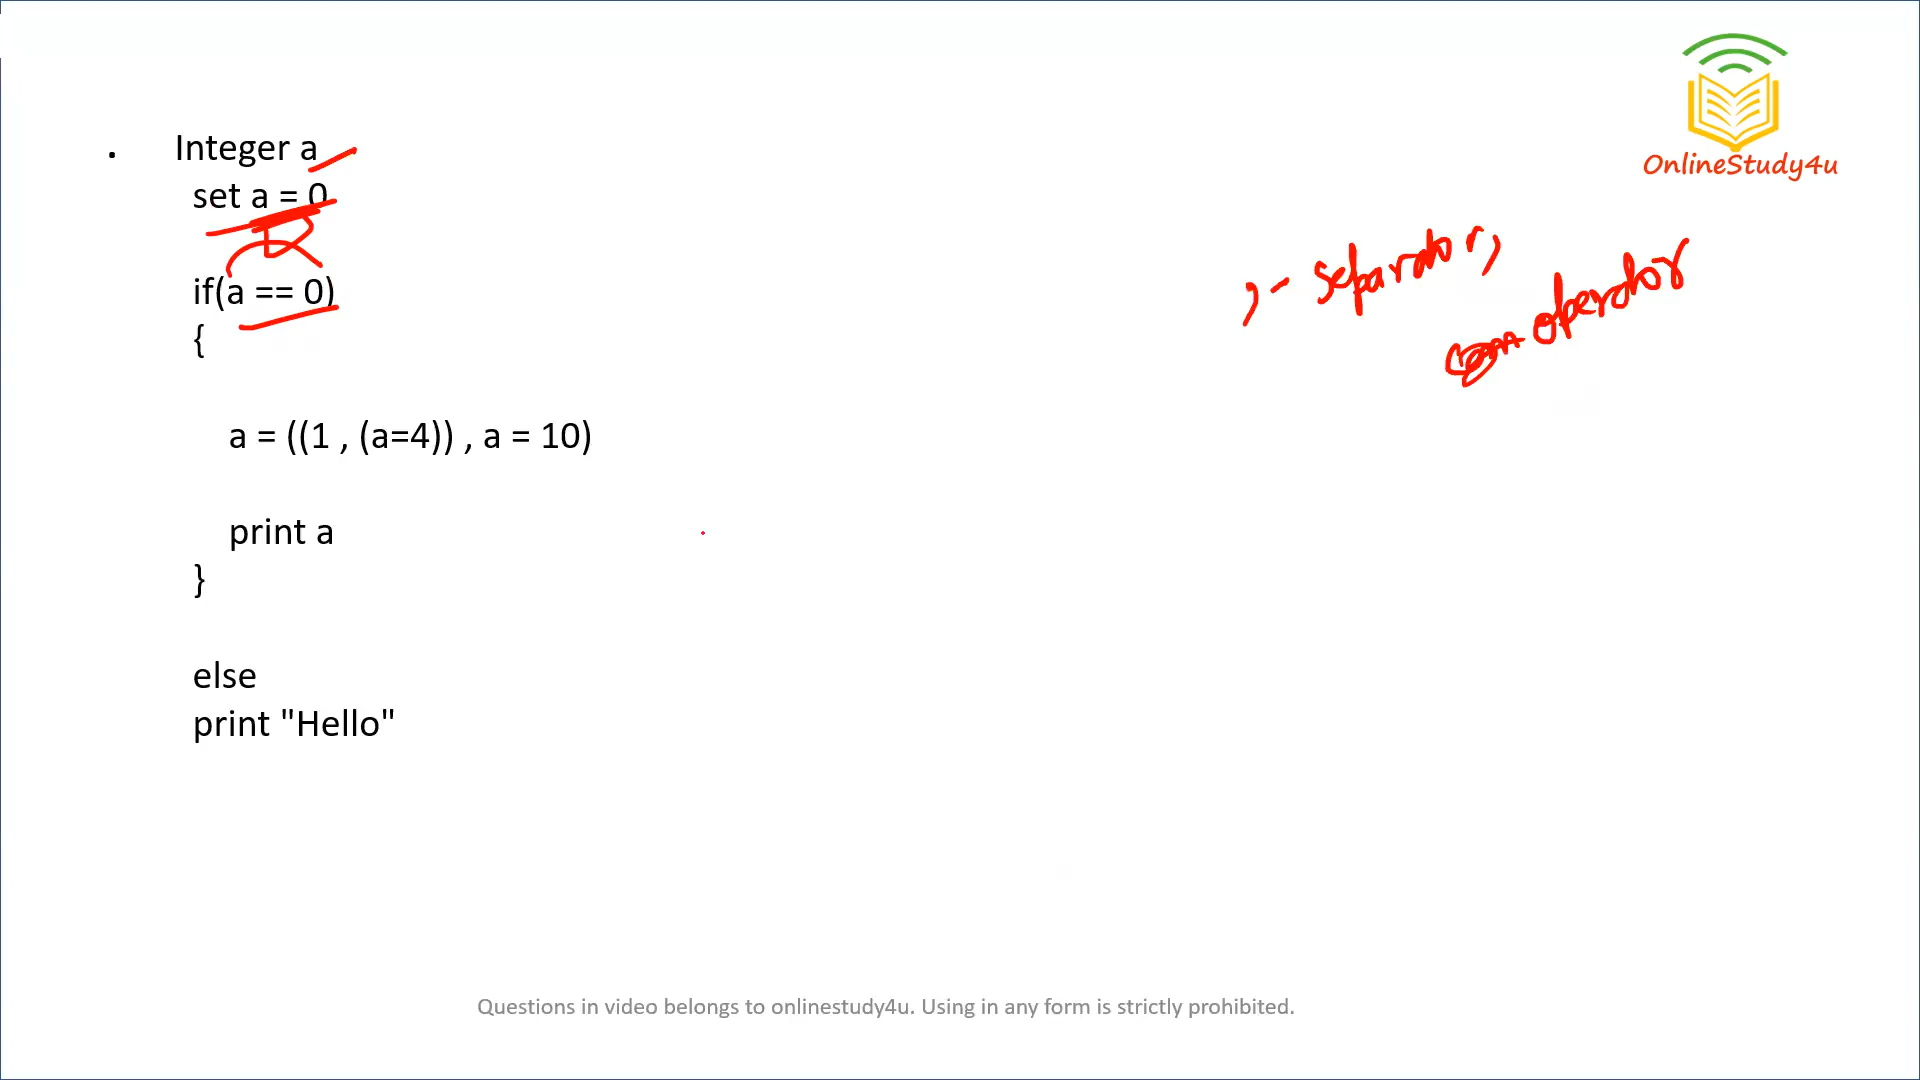 . Integer a
set a = 0
if(a == 0)
{
a = ((1 , (a=4)) , a = 10)
print a
}
else
print "Hello"
OnlineStudy4u
, - separator,
operator
Questions in video belongs to onlinestudy4u. Using in any form is strictly prohibited.